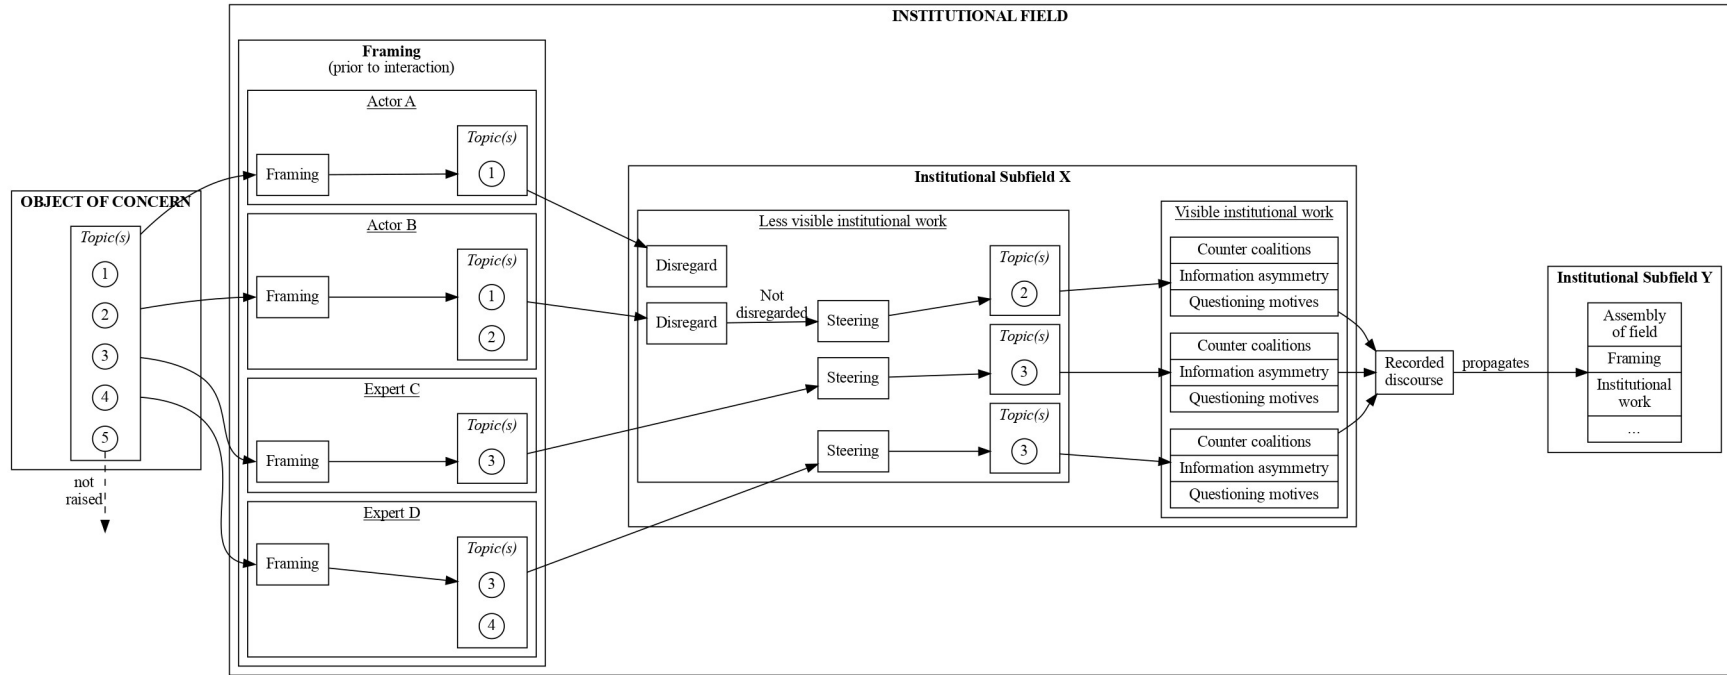 INSTITUTIONAL FIELD
OBJECT OF CONCERN
Topic(s)
1
2
3
4
5
not
raised
Framing
(prior to interaction)
Actor A
Framing
Topic(s)
1
Actor B
Framing
Topic(s)
1
2
Expert C
Framing
Topic(s)
3
Expert D
Framing
Topic(s)
3
4
Institutional Subfield X
Less visible institutional work
Disregard
Disregard
Not
disregarded
Steering
Topic(s)
2
Steering
Topic(s)
3
Steering
Topic(s)
3
Visible institutional work
Counter coalitions
Information asymmetry
Questioning motives
Counter coalitions
Information asymmetry
Questioning motives
Counter coalitions
Information asymmetry
Questioning motives
Recorded
discourse
propagates
Institutional Subfield Y
Assembly
of field
Framing
Institutional
work
...